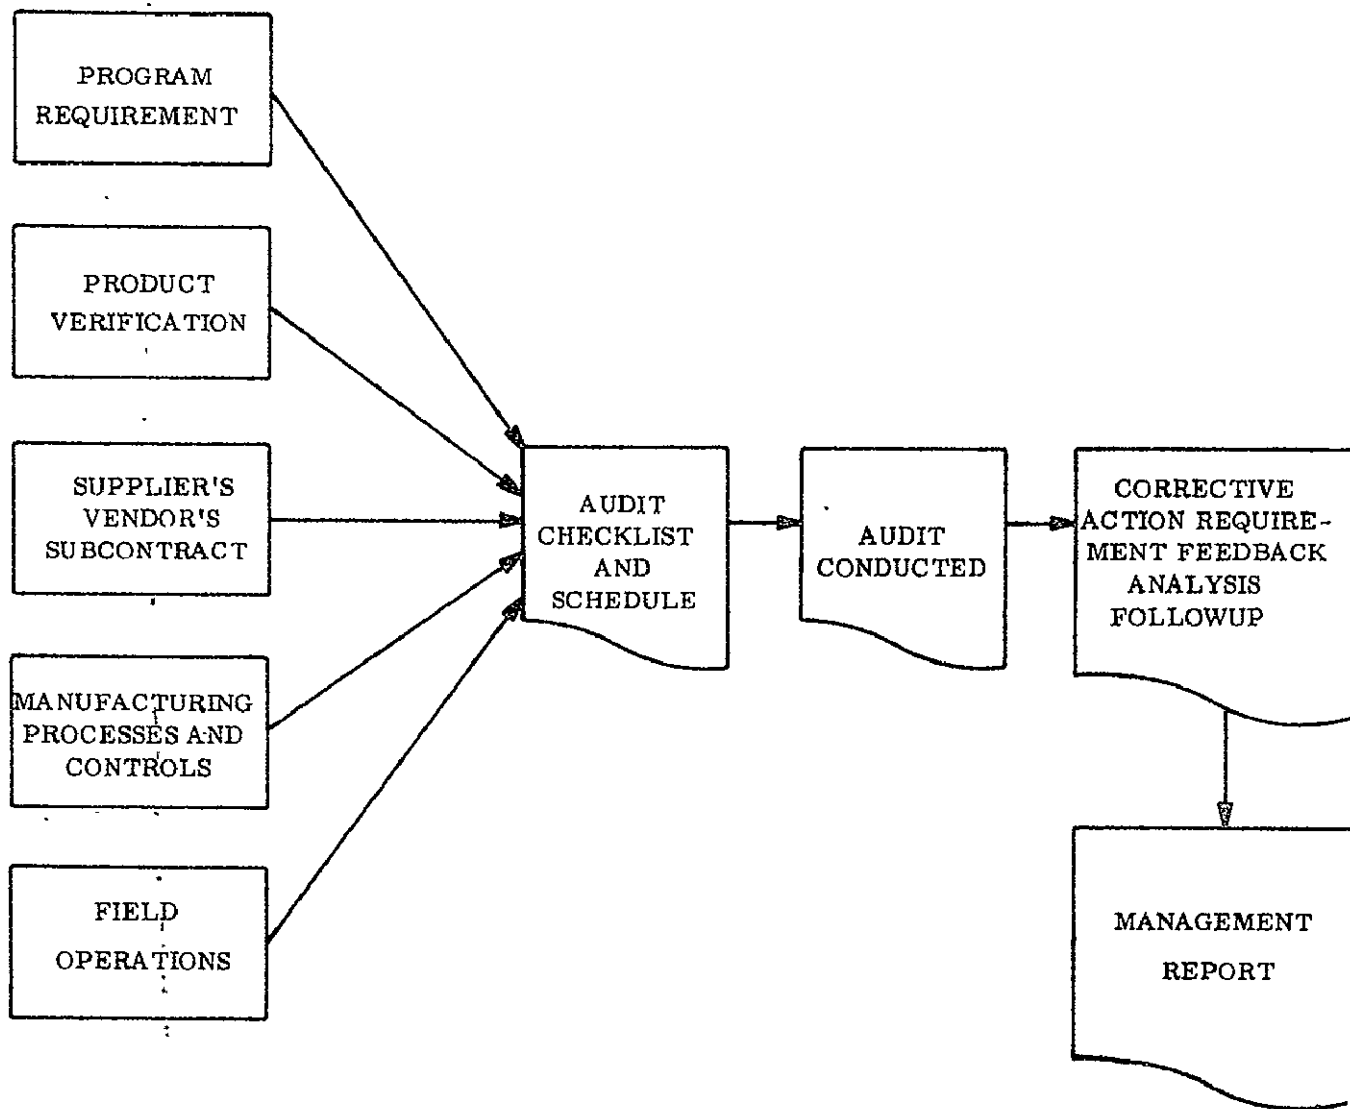 PROGRAM
REQUIREMENT
PRODUCT
VERIFICATION
SUPPLIER'S
VENDOR'S
SUBCONTRACT
MANUFACTURING
PROCESSES AND
CONTROLS
FIELD
OPERATIONS
AUDIT
CHECKLIST
AND
SCHEDULE
AUDIT
CONDUCTED
CORRECTIVE
ACTION REQUIRE-
MENT FEEDBACK
ANALYSIS
FOLLOWUP
MANAGEMENT
REPORT